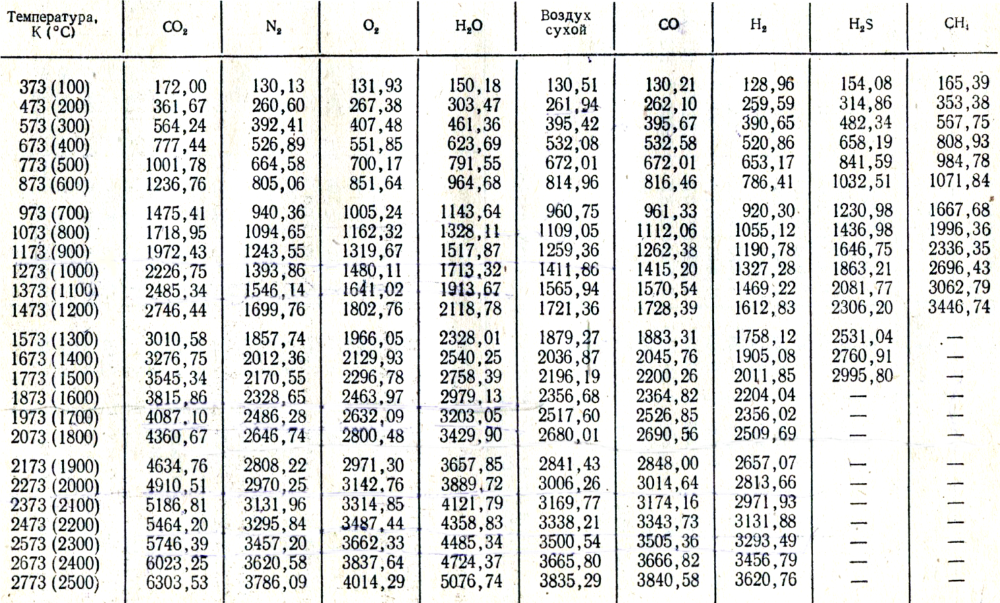 Температура, К (°С) CO₂ N₂ O₂ H₂O Воздух сухой CO H₂ H₂S CH₄
373 (100) 172,00 130,13 131,93 150,18 130,51 130,21 128,96 154,08 165,39
473 (200) 361,67 260,60 267,38 303,47 261,94 262,10 259,59 314,86 353,38
573 (300) 564,24 392,41 407,48 461,36 395,42 395,67 390,65 482,34 567,75
673 (400) 777,44 526,89 551,85 623,69 532,08 532,58 520,86 658,19 808,93
773 (500) 1001,78 664,58 700,17 791,55 672,01 672,01 653,17 841,59 984,78
873 (600) 1236,76 805,06 851,64 964,68 814,96 816,46 786,41 1032,51 1071,84
973 (700) 1475,41 940,36 1005,24 1143,64 960,75 961,33 920,30 1230,98 1667,68
1073 (800) 1718,95 1094,65 1162,32 1328,11 1109,05 1112,06 1055,12 1436,98 1996,36
1173 (900) 1972,43 1243,55 1319,67 1517,87 1259,36 1262,38 1190,78 1646,75 2336,35
1273 (1000) 2226,75 1393,86 1480,11 1713,32 1411,86 1415,20 1327,28 1863,21 2696,43
1373 (1100) 2485,34 1546,14 1641,02 1913,67 1565,94 1570,54 1469,22 2081,77 3062,79
1473 (1200) 2746,44 1699,76 1802,76 2118,78 1721,36 1728,39 1612,83 2306,20 3446,74
1573 (1300) 3010,58 1857,74 1966,05 2328,01 1879,27 1883,31 1758,12 2531,04 —
1673 (1400) 3276,75 2012,36 2129,93 2540,25 2036,87 2045,76 1905,08 2760,91 —
1773 (1500) 3545,34 2170,55 2296,78 2758,39 2196,19 2200,26 2011,85 2995,80 —
1873 (1600) 3815,86 2328,65 2463,97 2979,13 2356,68 2364,82 2204,04 — —
1973 (1700) 4087,10 2486,28 2632,09 3203,05 2517,60 2526,85 2356,02 — —
2073 (1800) 4360,67 2646,74 2800,48 3429,90 2680,01 2690,56 2509,69 — —
2173 (1900) 4634,76 2808,22 2971,30 3657,85 2841,43 2848,00 2657,07 — —
2273 (2000) 4910,51 2970,25 3142,76 3889,72 3006,26 3014,64 2813,66 — —
2373 (2100) 5186,81 3131,96 3314,85 4121,79 3169,77 3174,16 2971,93 — —
2473 (2200) 5464,20 3295,84 3487,44 4358,83 3338,21 3343,73 3131,88 — —
2573 (2300) 5746,39 3457,20 3662,33 4485,34 3500,54 3505,36 3293,49 — —
2673 (2400) 6023,25 3620,58 3837,64 4724,37 3665,80 3666,82 3456,79 — —
2773 (2500) 6303,53 3786,09 4014,29 5076,74 3835,29 3840,58 3620,76 — —